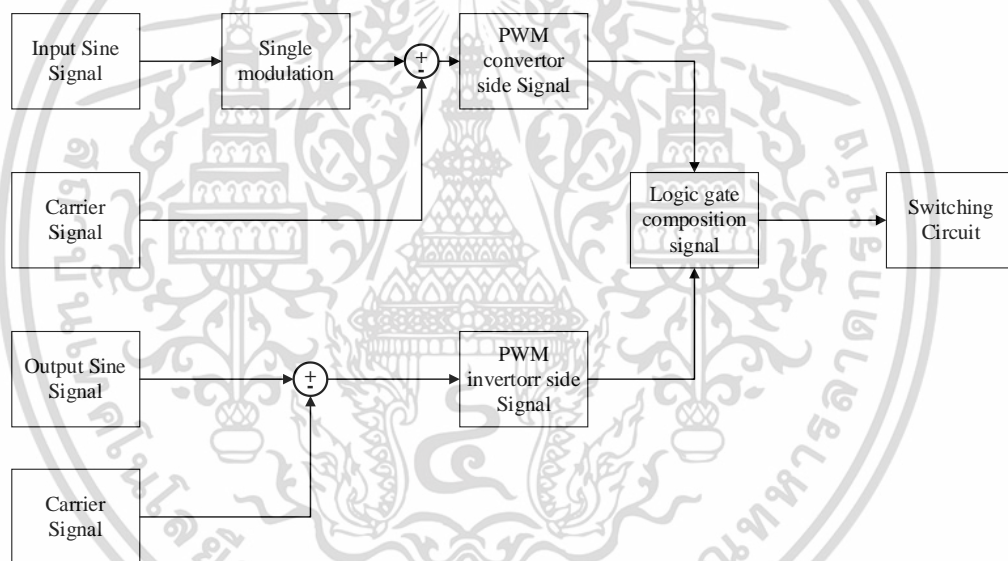 Input Sine
Signal
Single
modulation
+
-
PWM
convertor
side Signal
Carrier
Signal
Logic gate
composition
signal
Switching
Circuit
Output Sine
Signal
+
-
PWM
invertorr side
Signal
Carrier
Signal